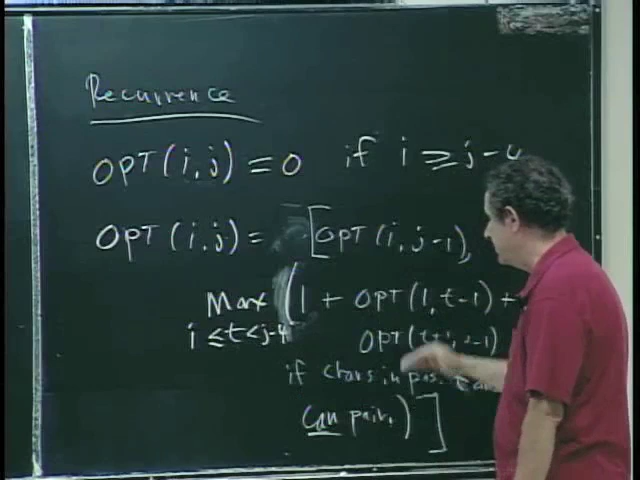 Recurrence
OPT(i,j) = 0 if i ≥ j-4
OPT(i,j) = [OPT(i, j-1),
Max (1 + OPT(1, t-1) +
i ≤ t < j-4 OPT(t+1, j-1)
if chars in pos. t
can pair)]